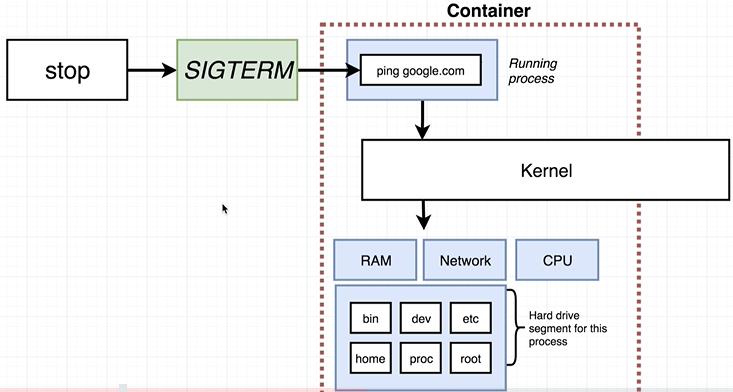 Container
stop
SIGTERM
ping google.com
Running
process
Kernel
RAM
Network
CPU
bin
dev
etc
home
proc
root
Hard drive
segment for this
process